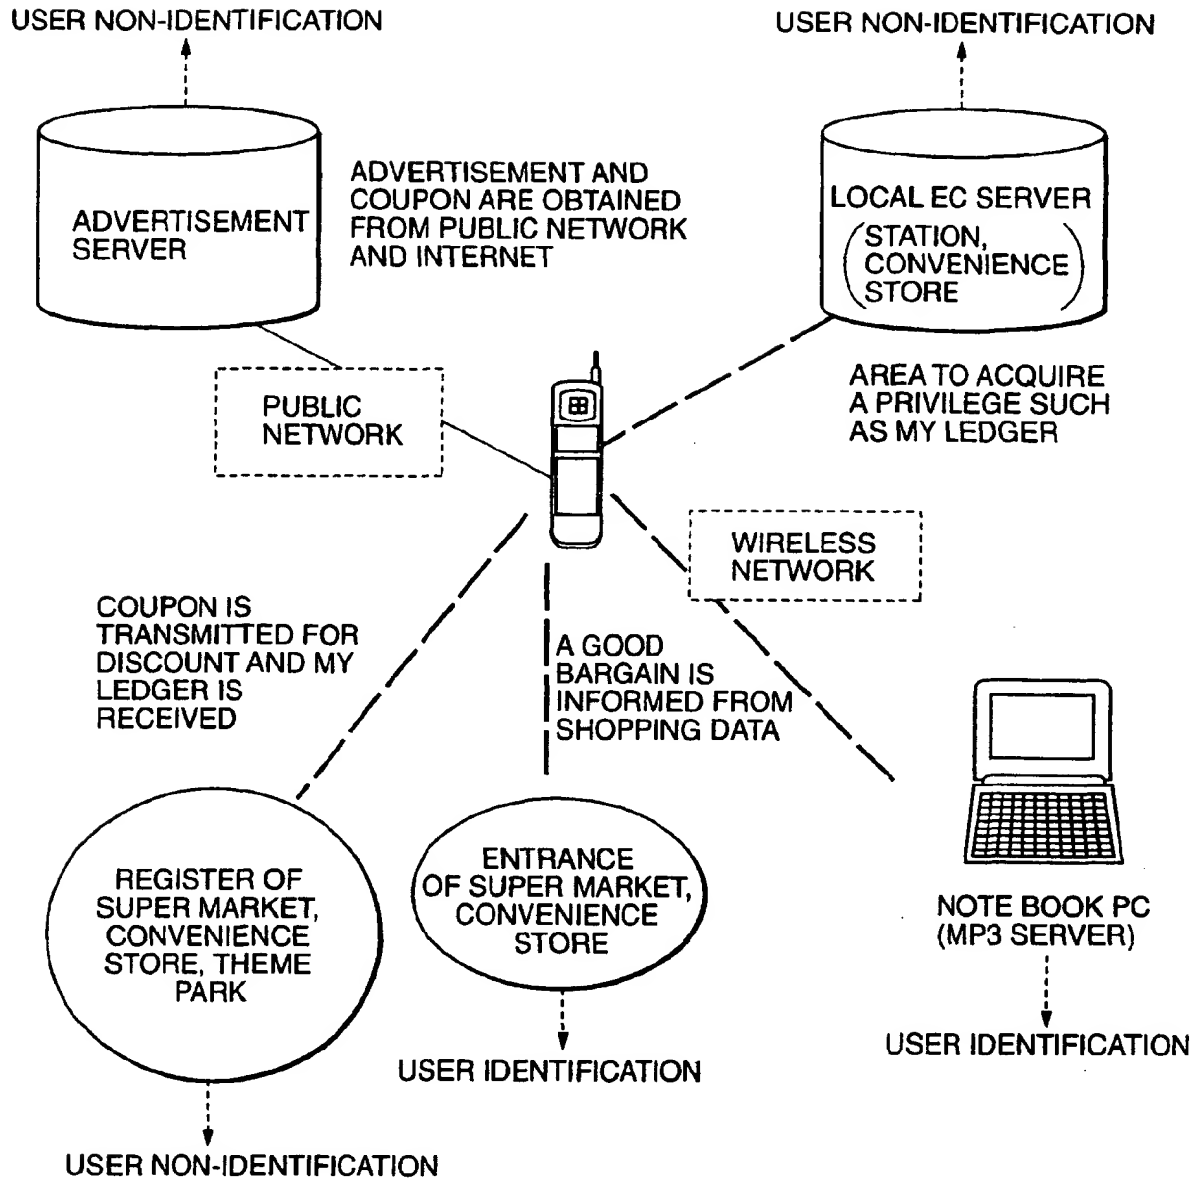 USER NON-IDENTIFICATION
USER NON-IDENTIFICATION
ADVERTISEMENT
SERVER
ADVERTISEMENT AND
COUPON ARE OBTAINED
FROM PUBLIC NETWORK
AND INTERNET
LOCAL EC SERVER
(STATION,
CONVENIENCE
STORE)
PUBLIC
NETWORK
AREA TO ACQUIRE
A PRIVILEGE SUCH
AS MY LEDGER
WIRELESS
NETWORK
COUPON IS
TRANSMITTED FOR
DISCOUNT AND MY
LEDGER IS
RECEIVED
A GOOD
BARGAIN IS
INFORMED FROM
SHOPPING DATA
REGISTER OF
SUPER MARKET,
CONVENIENCE
STORE, THEME
PARK
ENTRANCE
OF SUPER MARKET,
CONVENIENCE
STORE
NOTE BOOK PC
(MP3 SERVER)
USER IDENTIFICATION
USER IDENTIFICATION
USER NON-IDENTIFICATION